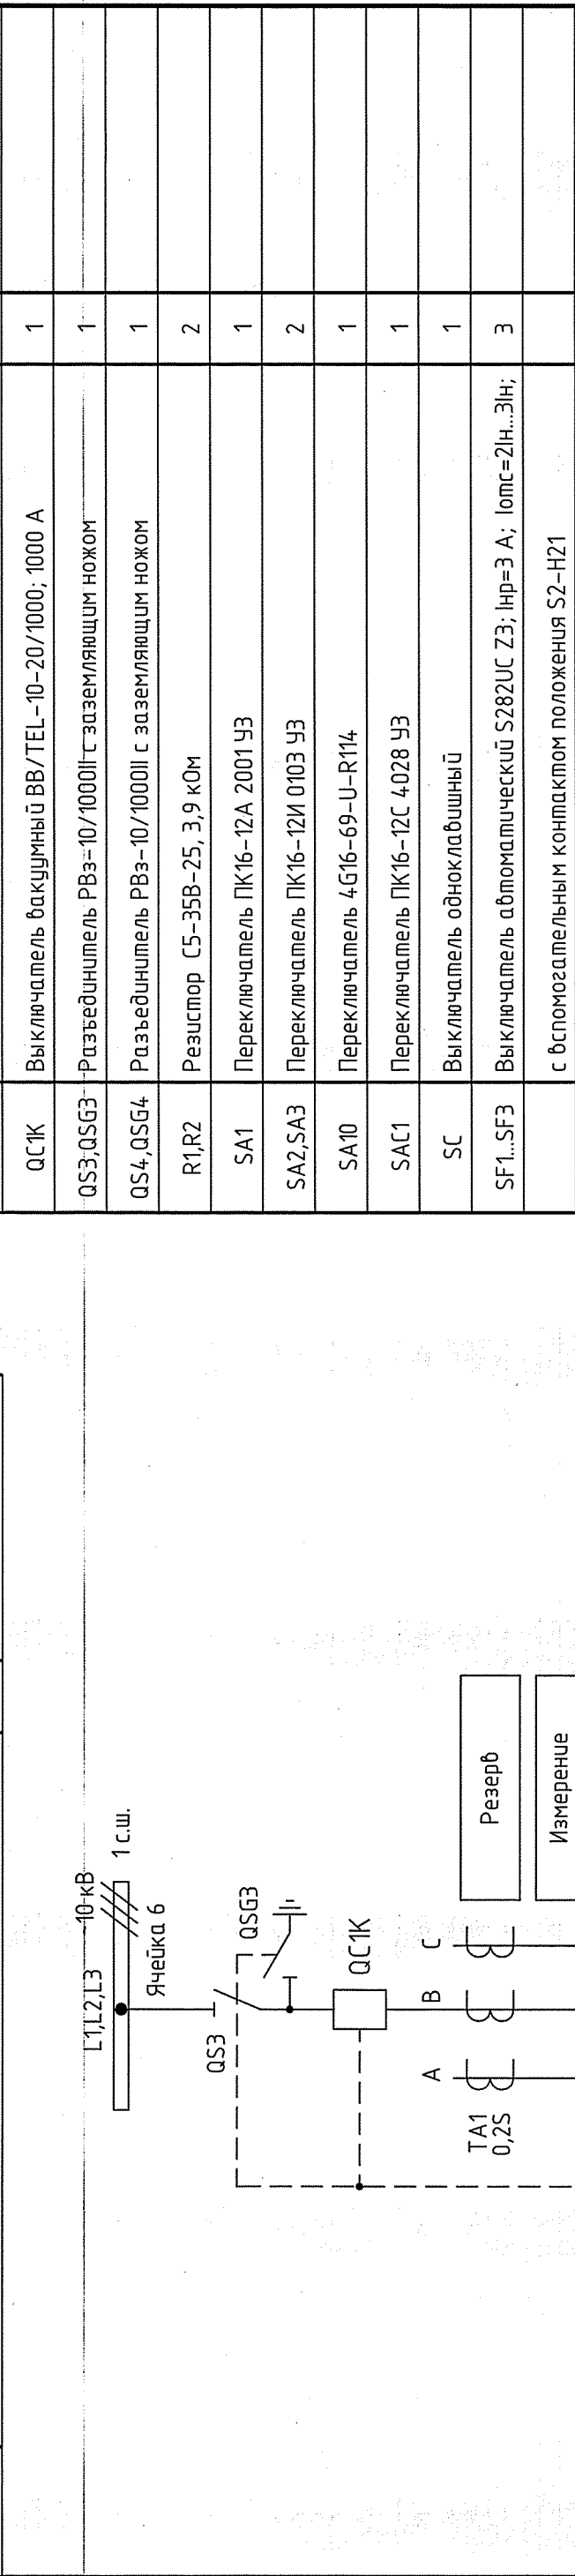 QC1K Выключатель вакуумный BB/TEL-10-20/1000; 1000 А 1
QS3,QSG3 Разъединитель РВз-10/1000II с заземляющим ножом 1
QS4,QSG4 Разъединитель РВз-10/1000II с заземляющим ножом 1
R1,R2 Резистор С5-35В-25, 3,9 кОм 2
SA1 Переключатель ПК16-12А 2001 У3 1
SA2,SA3 Переключатель ПК16-12И 0103 У3 2
SA10 Переключатель 4G16-69-U-R114 1
SAC1 Переключатель ПК16-12С 4028 У3 1
SC Выключатель одноклавишный 1
SF1...SF3 Выключатель автоматический S282UC Z3; Iнр=3 А; Iотс=2Iн...3Iн; 3
с вспомогательным контактом положения S2-H21
L1,L2,L3
10 кВ
1 с.ш.
Ячейка 6
QS3
QSG3
QC1K
A
B
C
TA1
0,2S
Резерв
Измерение